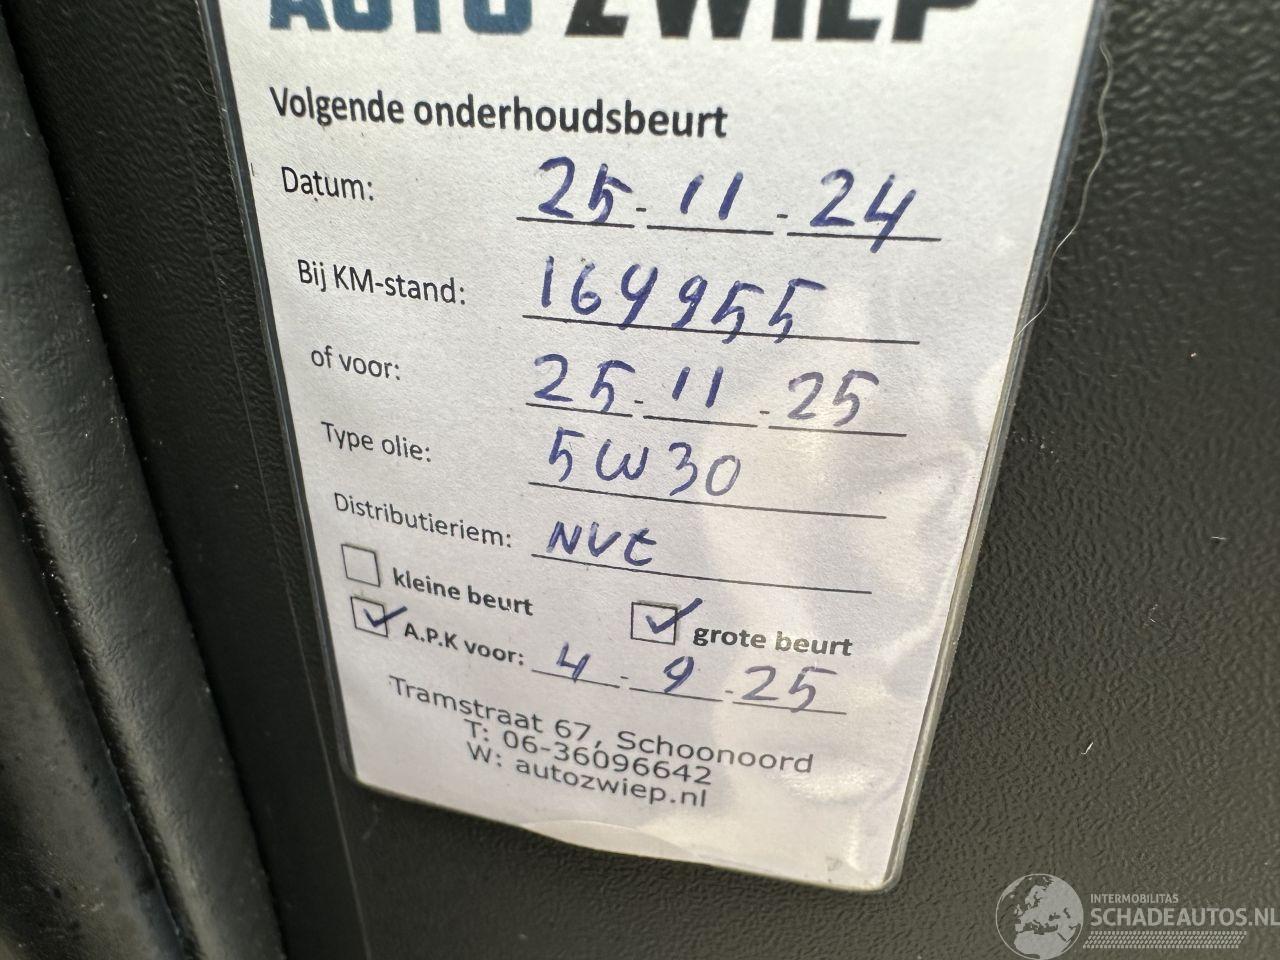 AUTO ZWIEP
Volgende onderhoudsbeurt
Datum: 25 - 11 - 24
Bij KM-stand: 169955
of voor: 25 - 11 - 25
Type olie: 5W30
Distributieriem: NVt
kleine beurt ✓ grote beurt
✓ A.P.K voor: 4 - 9 - 25
Tramstraat 67, Schoonoord
T: 06-36096642
W: autozwiep.nl
INTERMOBILITAS
SCHADEAUTOS.NL